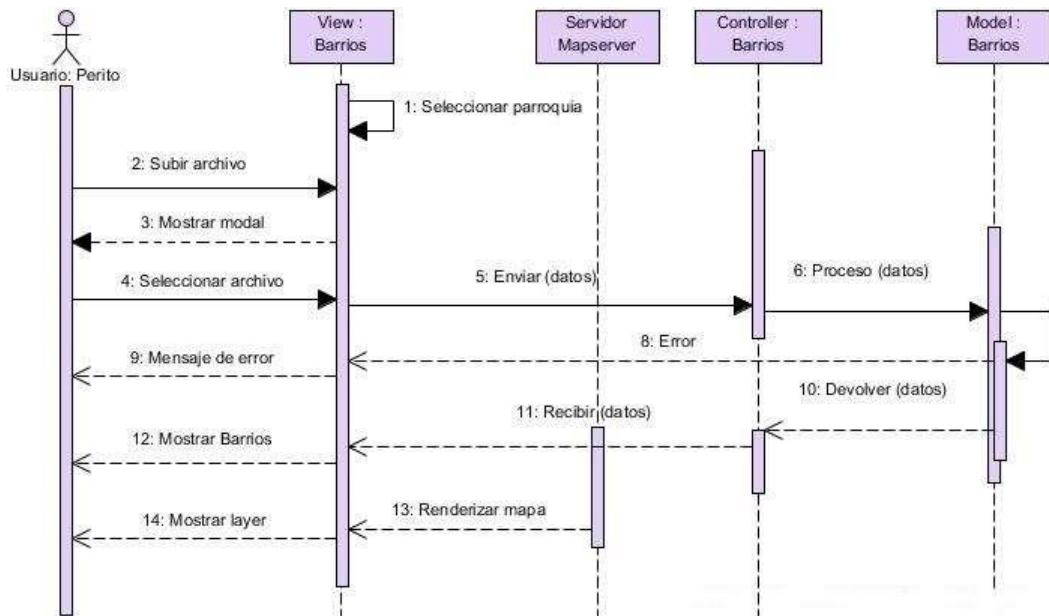 View :
Barrios
Servidor
Mapserver
Controller :
Barrios
Model :
Barrios
Usuario: Perito
1: Seleccionar parroquia
2: Subir archivo
3: Mostrar modal
4: Seleccionar archivo
5: Enviar (datos)
6: Proceso (datos)
8: Error
9: Mensaje de error
10: Devolver (datos)
11: Recibir (datos)
12: Mostrar Barrios
13: Renderizar mapa
14: Mostrar layer